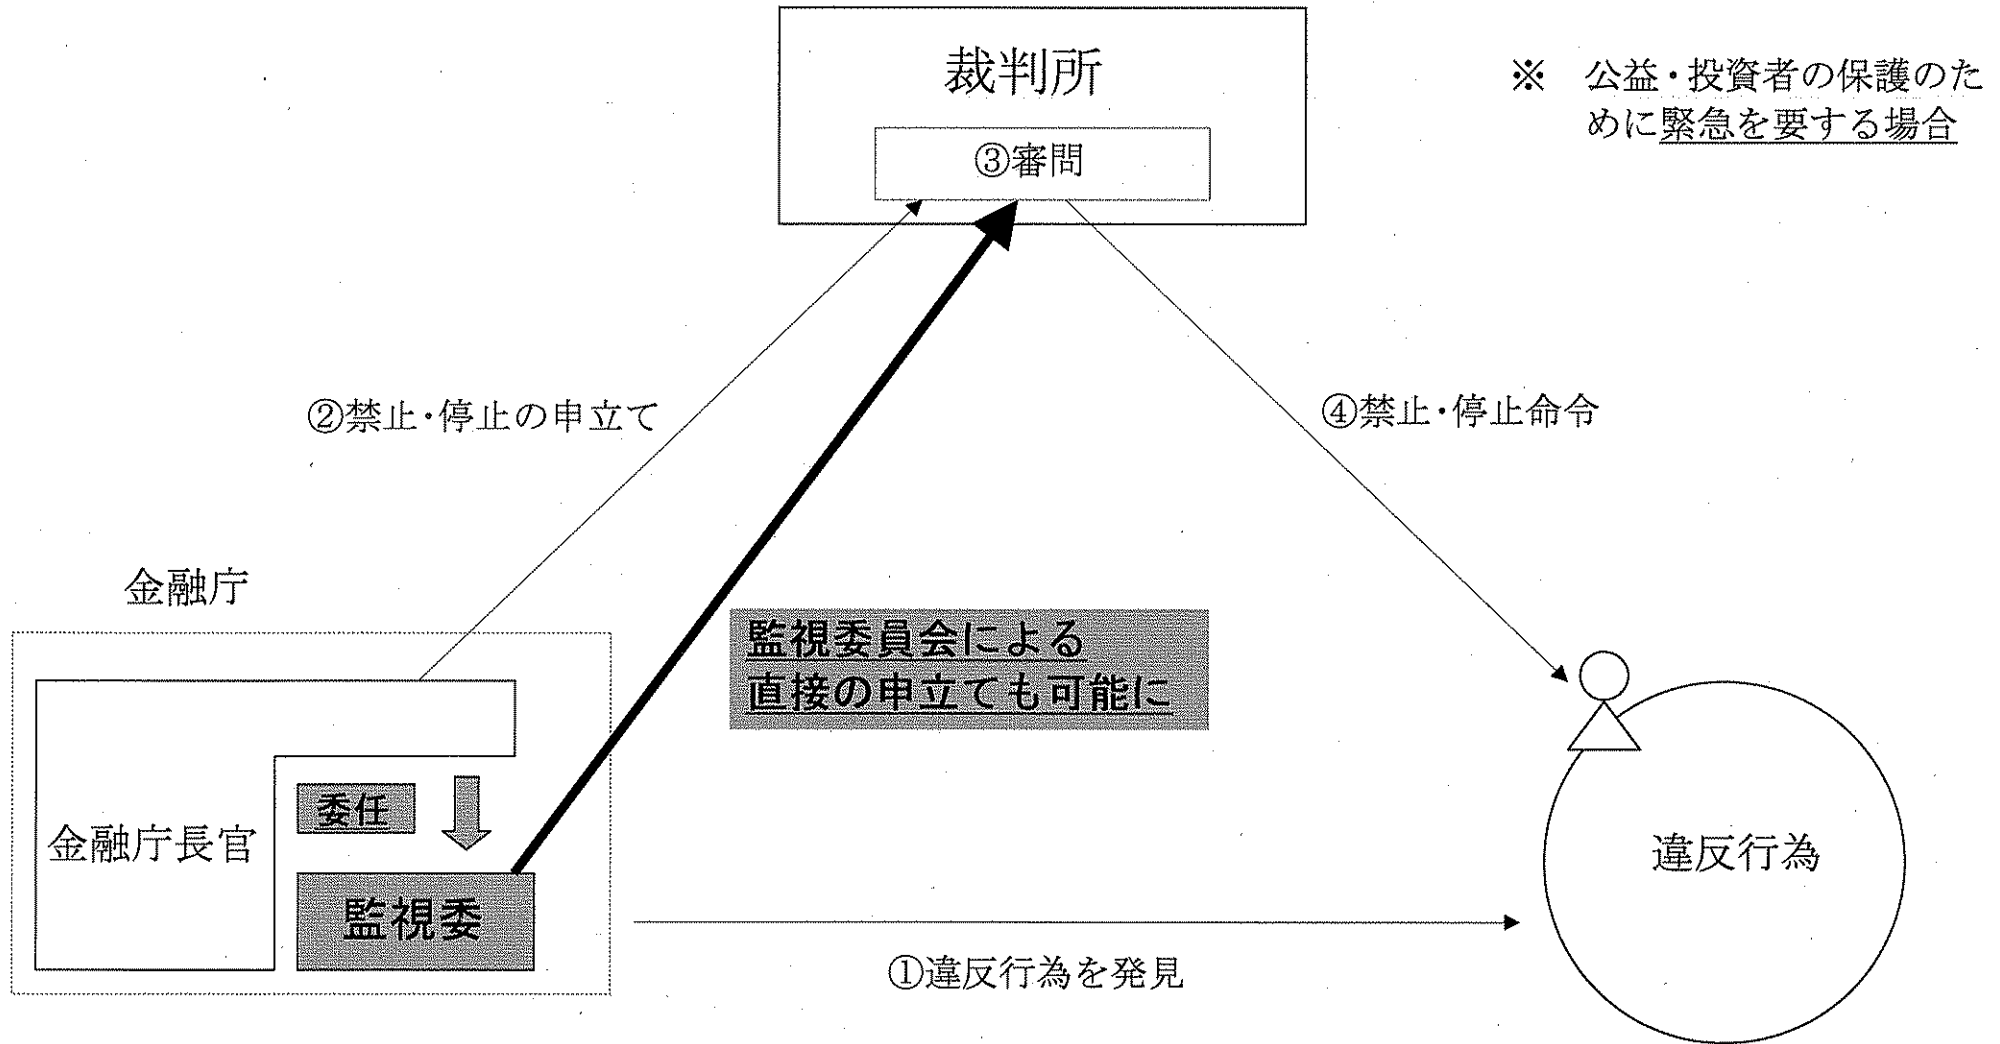 裁判所
③審問
※ 公益・投資者の保護のた
めに緊急を要する場合
②禁止・停止の申立て
④禁止・停止命令
金融庁
監視委員会による
直接の申立ても可能に
委任
金融庁長官
監視委
違反行為
①違反行為を発見